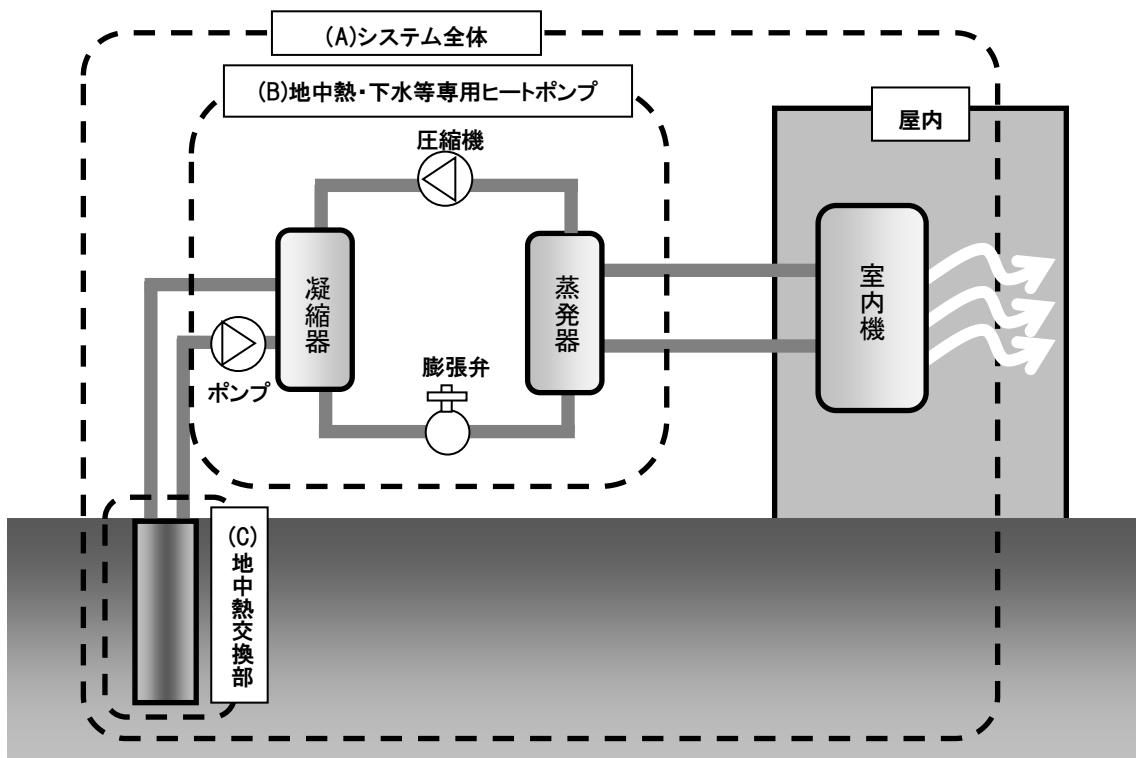 (A)システム全体
(B)地中熱・下水等専用ヒートポンプ
屋内
圧縮機
凝縮器
蒸発器
室内機
ポンプ
膨張弁
(C)地中熱交換部